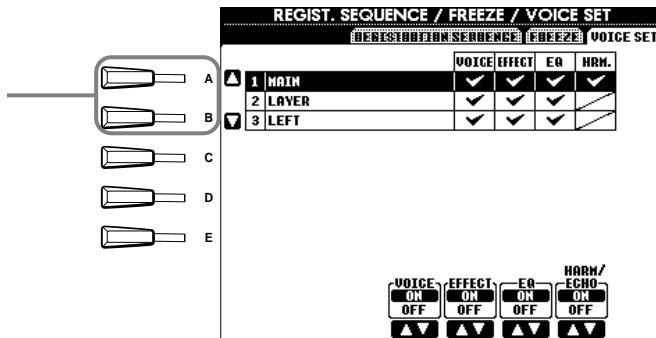 REGIST. SEQUENCE / FREEZE / VOICE SET
REGISTRATION SEQUENCE FREEZE VOICE SET
VOICE EFFECT EQ HRM.
A
1 MAIN
B
2 LAYER
3 LEFT
C
D
E
VOICE EFFECT EQ HARM/
ECHO
ON ON ON ON
OFF OFF OFF OFF